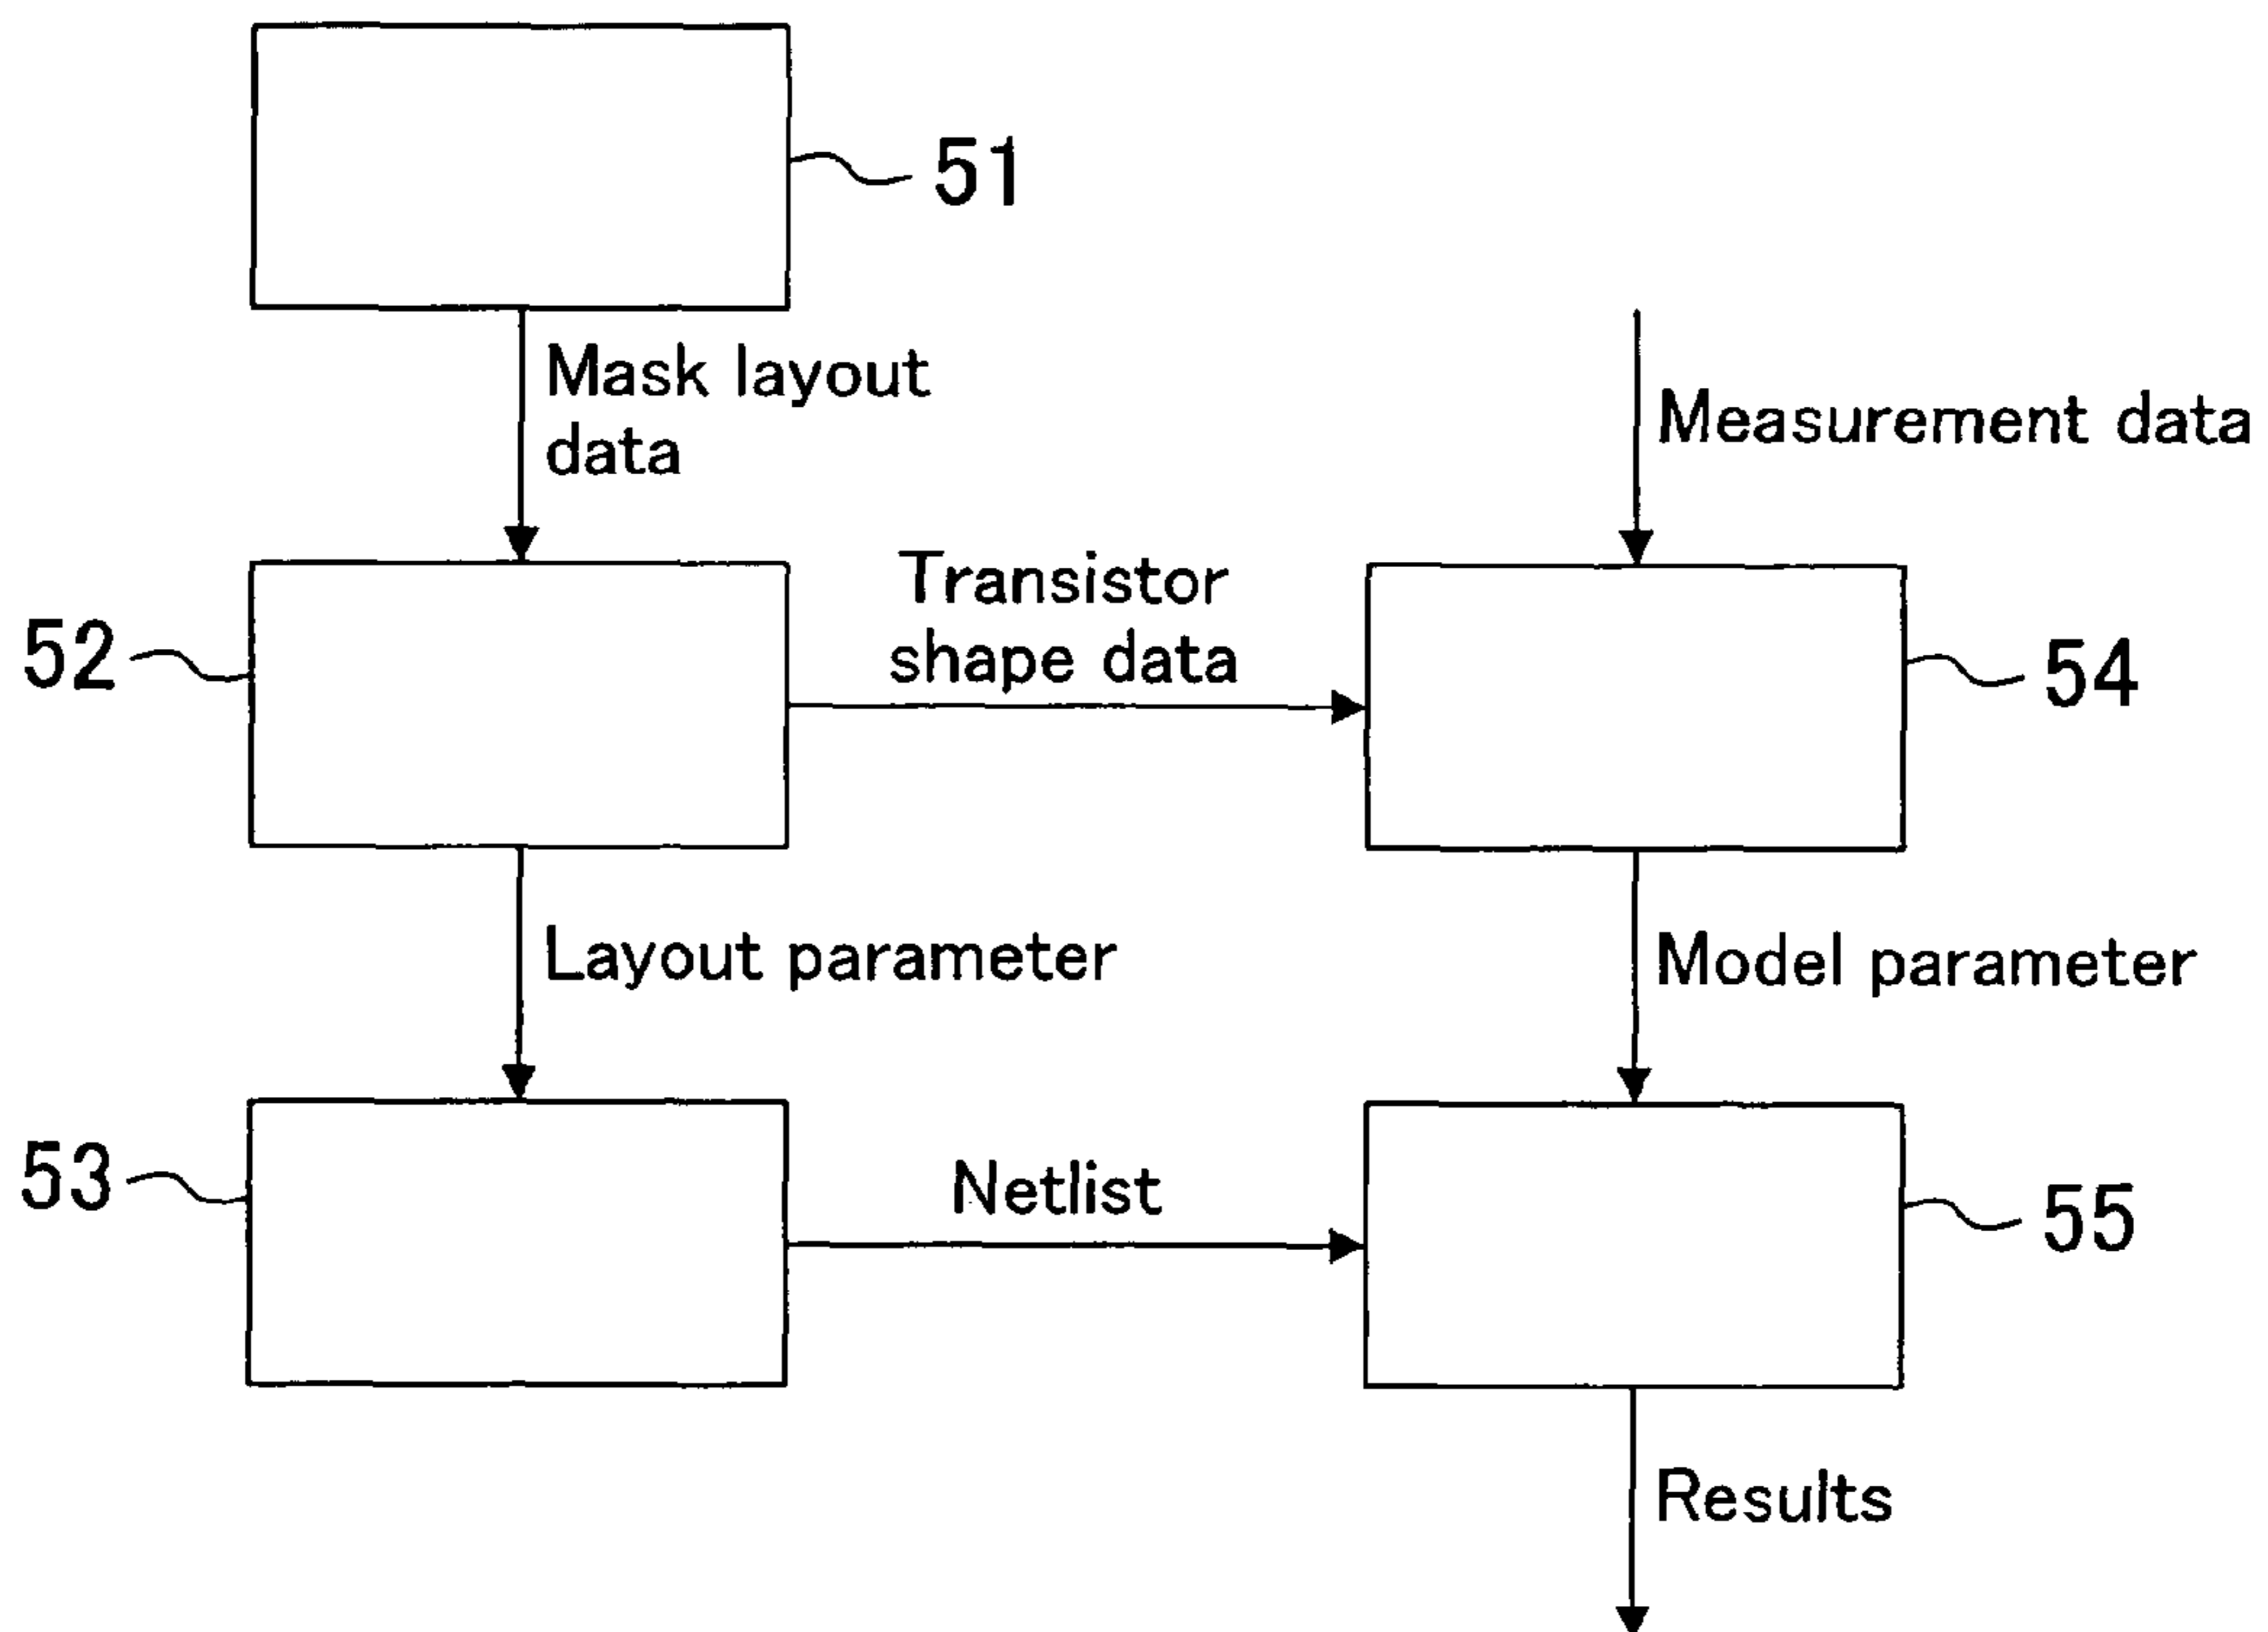 51
Mask layout
data
Measurement data
52
Transistor
shape data
54
Layout parameter
Model parameter
53
Netlist
55
Results